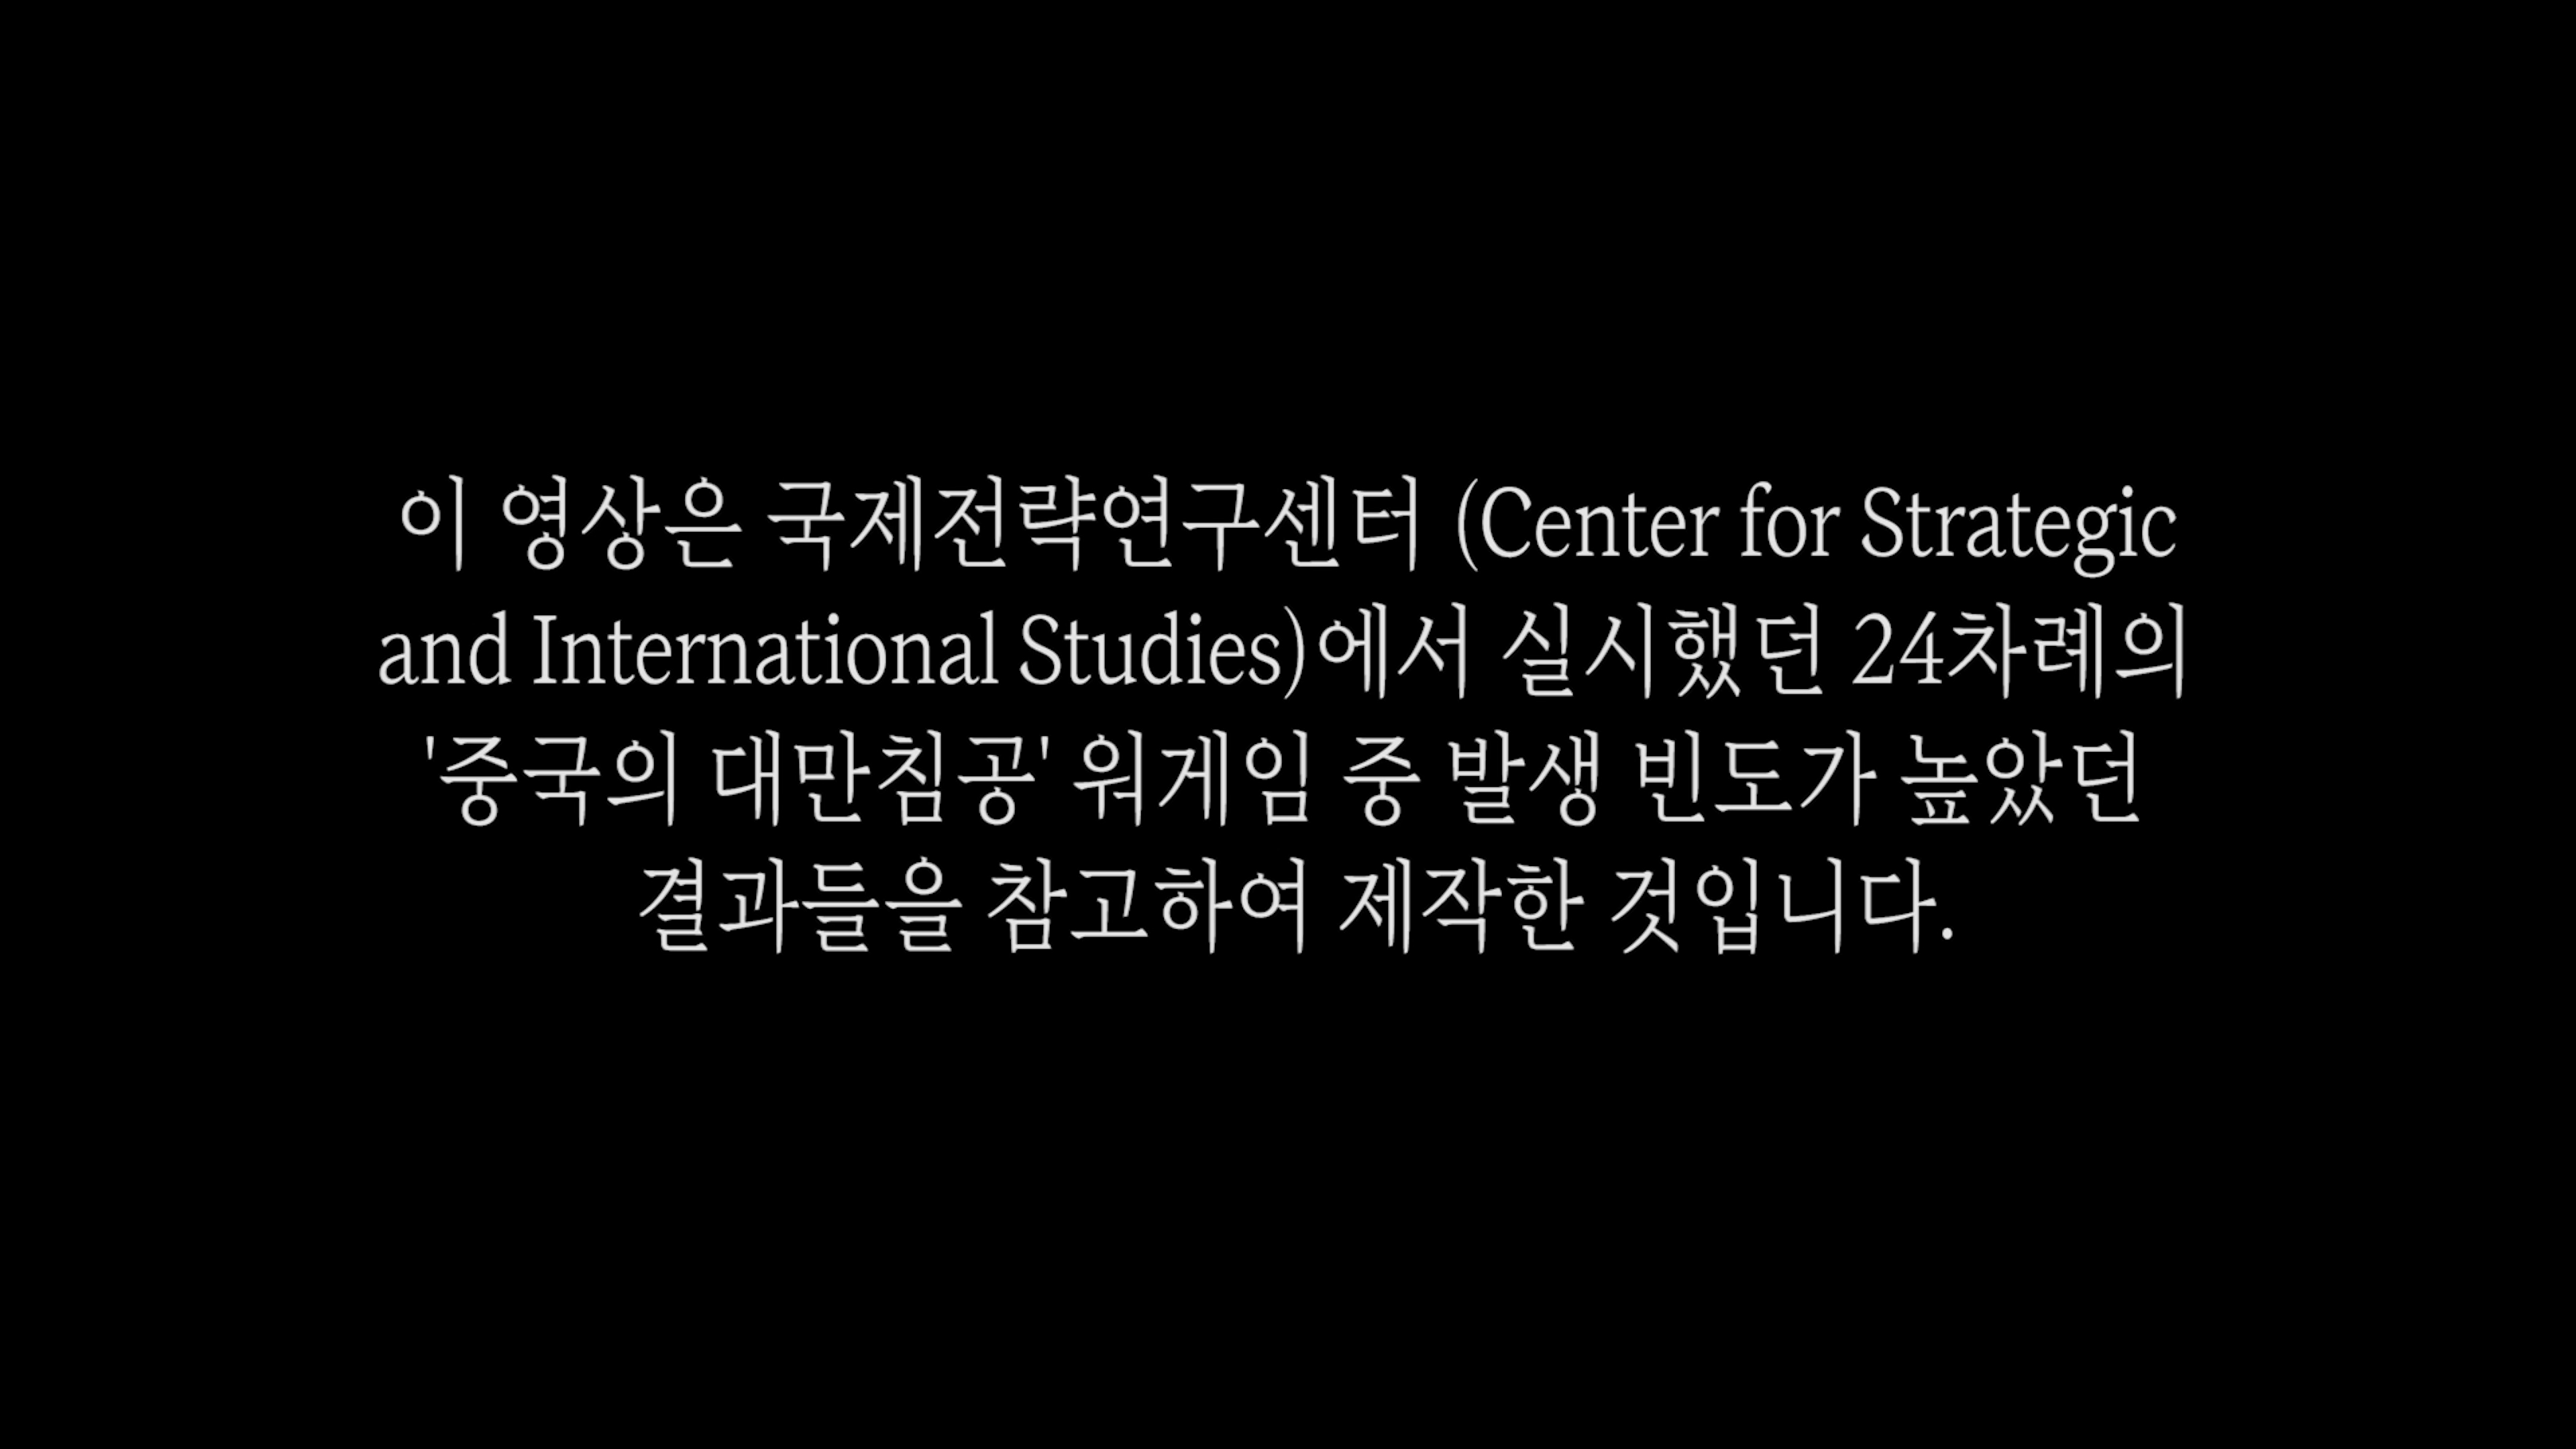 이 영상은 국제전략연구센터 (Center for Strategic
and International Studies)에서 실시했던 24차례의
'중국의 대만침공' 워게임 중 발생 빈도가 높았던
결과들을 참고하여 제작한 것입니다.